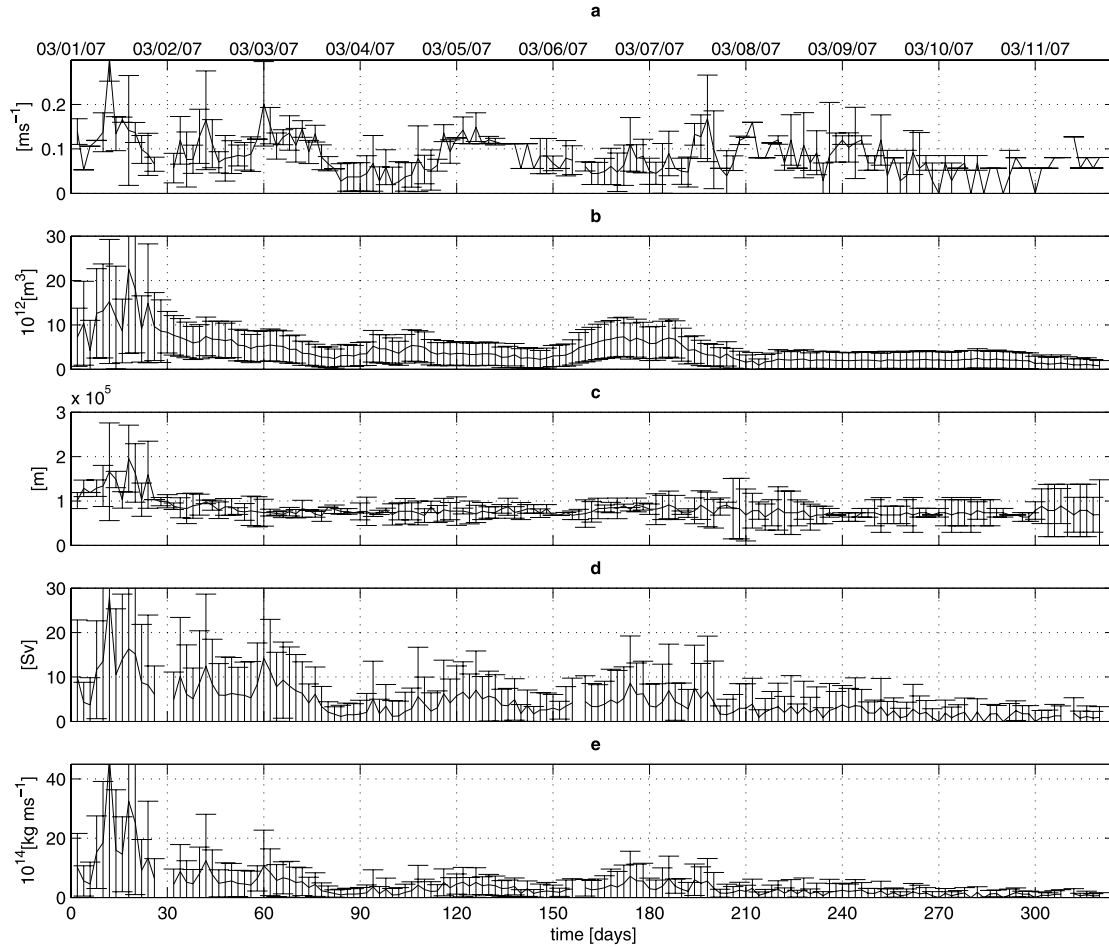 a
03/01/07 03/02/07 03/03/07 03/04/07 03/05/07 03/06/07 03/07/07 03/08/07 03/09/07 03/10/07 03/11/07
0.2
0.1
0
[ms⁻¹]
b
30
20
10
0
10¹²[m³]
c
x 10⁵
3
2
1
0
[m]
d
30
20
10
0
[Sv]
e
40
20
0
10¹⁴[kg ms⁻¹]
0 30 60 90 120 150 180 210 240 270 300
time [days]